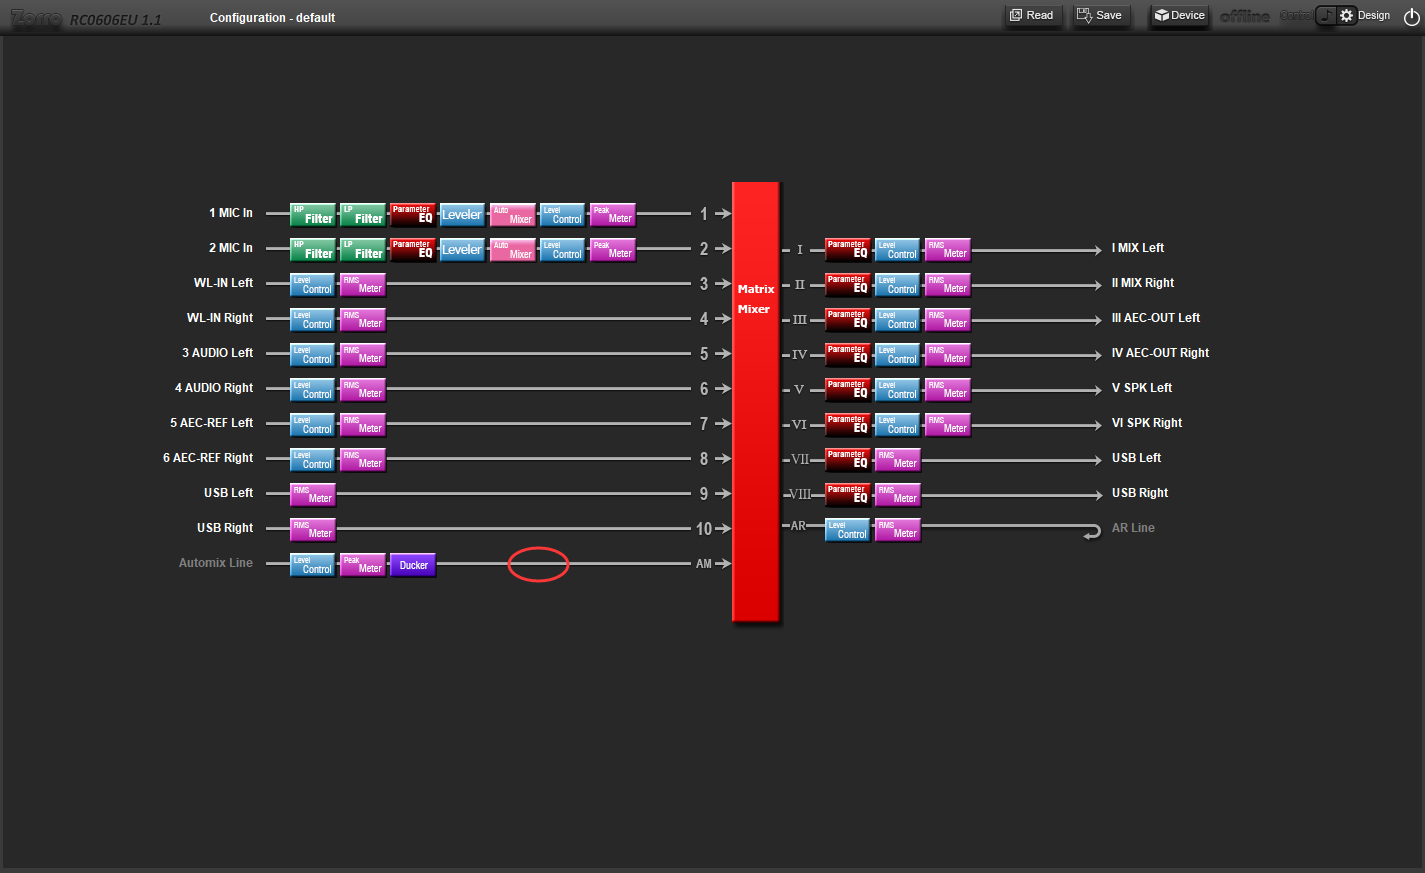 Zorro RC0606EU 1.1 Configuration - default Read Save Device offline Control Design
1 MIC In HP Filter LP Filter Parameter EQ Leveler Auto Mixer Level Control Peak Meter 1
2 MIC In HP Filter LP Filter Parameter EQ Leveler Auto Mixer Level Control Peak Meter 2
I Parameter EQ Level Control RMS Meter I MIX Left
WL-IN Left Level Control RMS Meter 3
Matrix
Mixer
II Parameter EQ Level Control RMS Meter II MIX Right
WL-IN Right Level Control RMS Meter 4
III Parameter EQ Level Control RMS Meter III AEC-OUT Left
3 AUDIO Left Level Control RMS Meter 5
IV Parameter EQ Level Control RMS Meter IV AEC-OUT Right
4 AUDIO Right Level Control RMS Meter 6
V Parameter EQ Level Control RMS Meter V SPK Left
5 AEC-REF Left Level Control RMS Meter 7
VI Parameter EQ Level Control RMS Meter VI SPK Right
6 AEC-REF Right Level Control RMS Meter 8
VII Parameter EQ RMS Meter USB Left
USB Left RMS Meter 9
VIII Parameter EQ RMS Meter USB Right
USB Right RMS Meter 10
AR Level Control RMS Meter AR Line
Automix Line Level Control Peak Meter Ducker AM